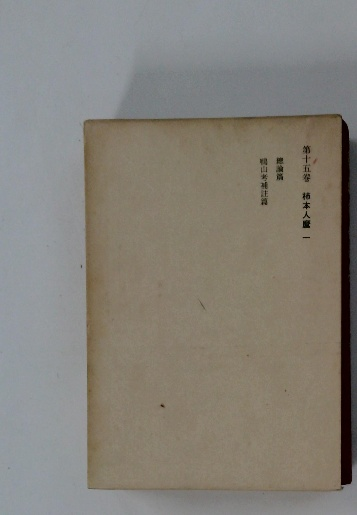 第十五巻　柿本人麿　一
總論篇
鴨山考補註篇